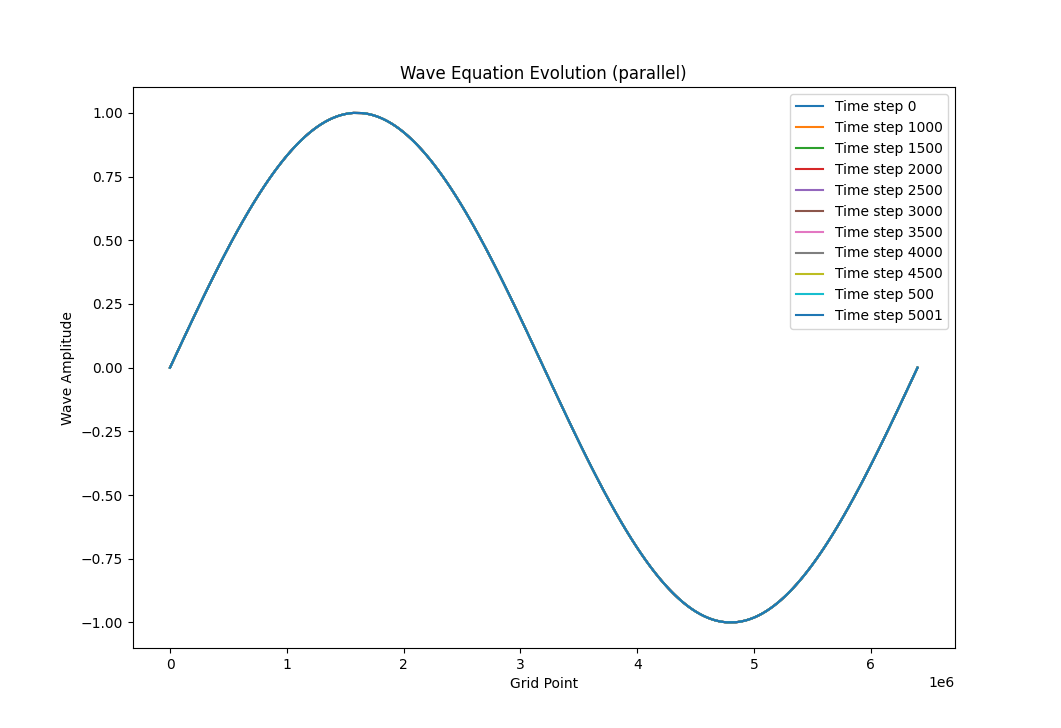 Wave Equation Evolution (parallel)
Time step 0
Time step 1000
Time step 1500
Time step 2000
Time step 2500
Time step 3000
Time step 3500
Time step 4000
Time step 4500
Time step 500
Time step 5001
Wave Amplitude
1.00
0.75
0.50
0.25
0.00
−0.25
−0.50
−0.75
−1.00
0 1 2 3 4 5 6
1e6
Grid Point